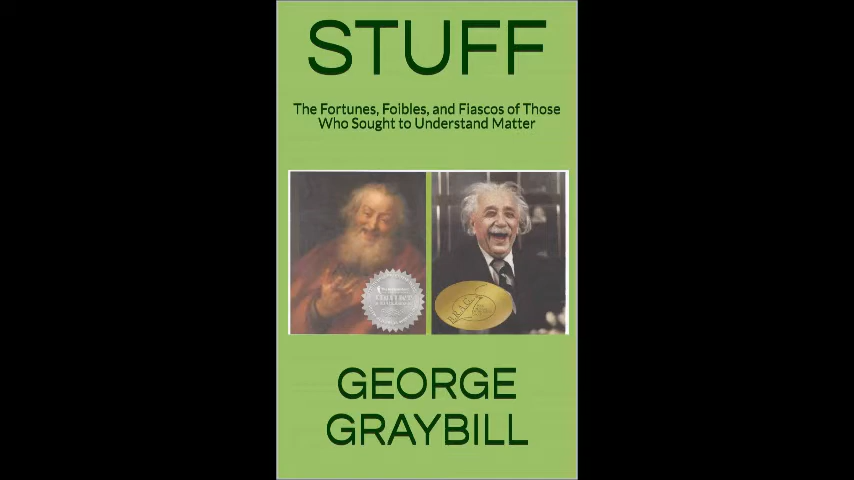 STUFF
The Fortunes, Foibles, and Fiascos of Those
Who Sought to Understand Matter
B.R.A.G.
GEORGE
GRAYBILL